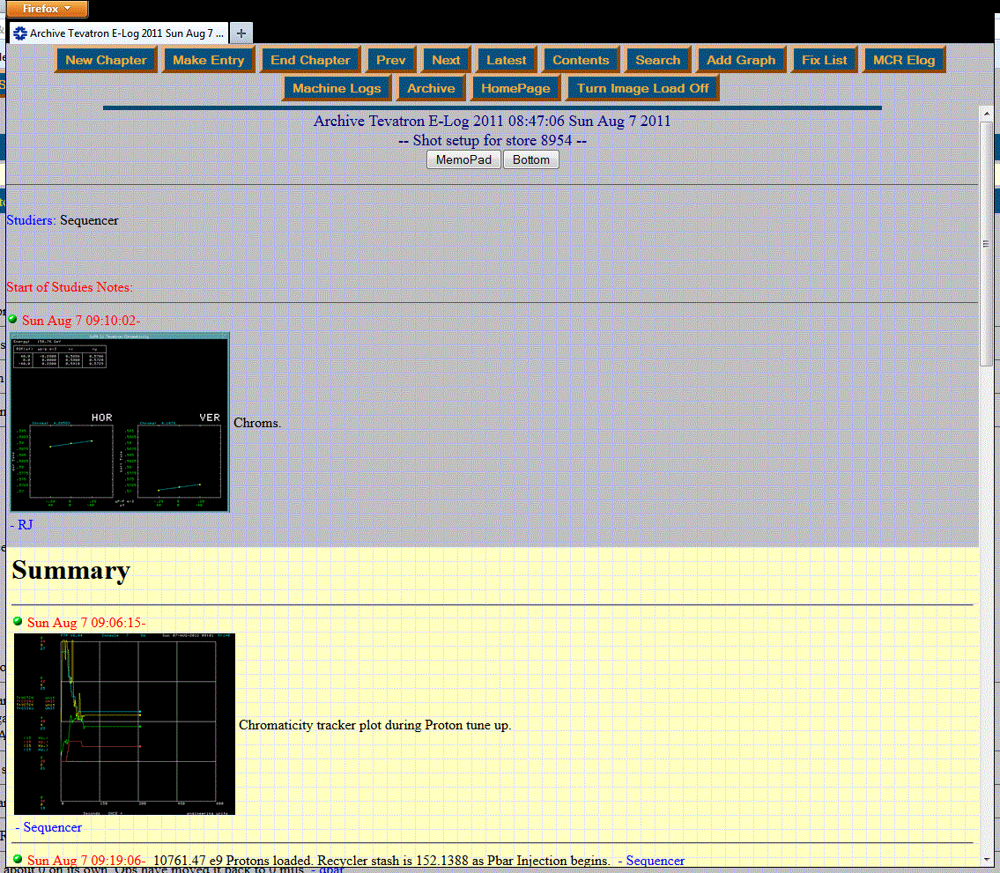 Firefox
Archive Tevatron E-Log 2011 Sun Aug 7 ...
New Chapter Make Entry End Chapter Prev Next Latest Contents Search Add Graph Fix List MCR Elog
Machine Logs Archive HomePage Turn Image Load Off
Archive Tevatron E-Log 2011 08:47:06 Sun Aug 7 2011
-- Shot setup for store 8954 --
MemoPad Bottom
Studiers: Sequencer
Start of Studies Notes:
Sun Aug 7 09:10:02-
HOR VER
Chroms.
- RJ
Summary
Sun Aug 7 09:06:15-
Chromaticity tracker plot during Proton tune up.
- Sequencer
Sun Aug 7 09:19:06- 10761.47 e9 Protons loaded. Recycler stash is 152.1388 as Pbar Injection begins. - Sequencer
about 0 on its own. Ops have moved it back to 0 mils. - qbar